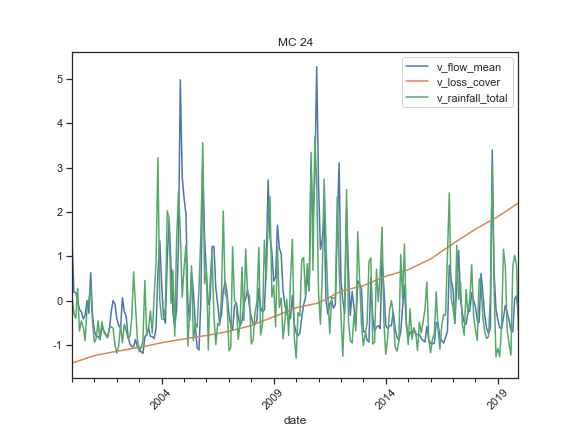 MC 24
v_flow_mean
v_loss_cover
v_rainfall_total
5
4
3
2
1
0
-1
2004
2009
2014
2019
date